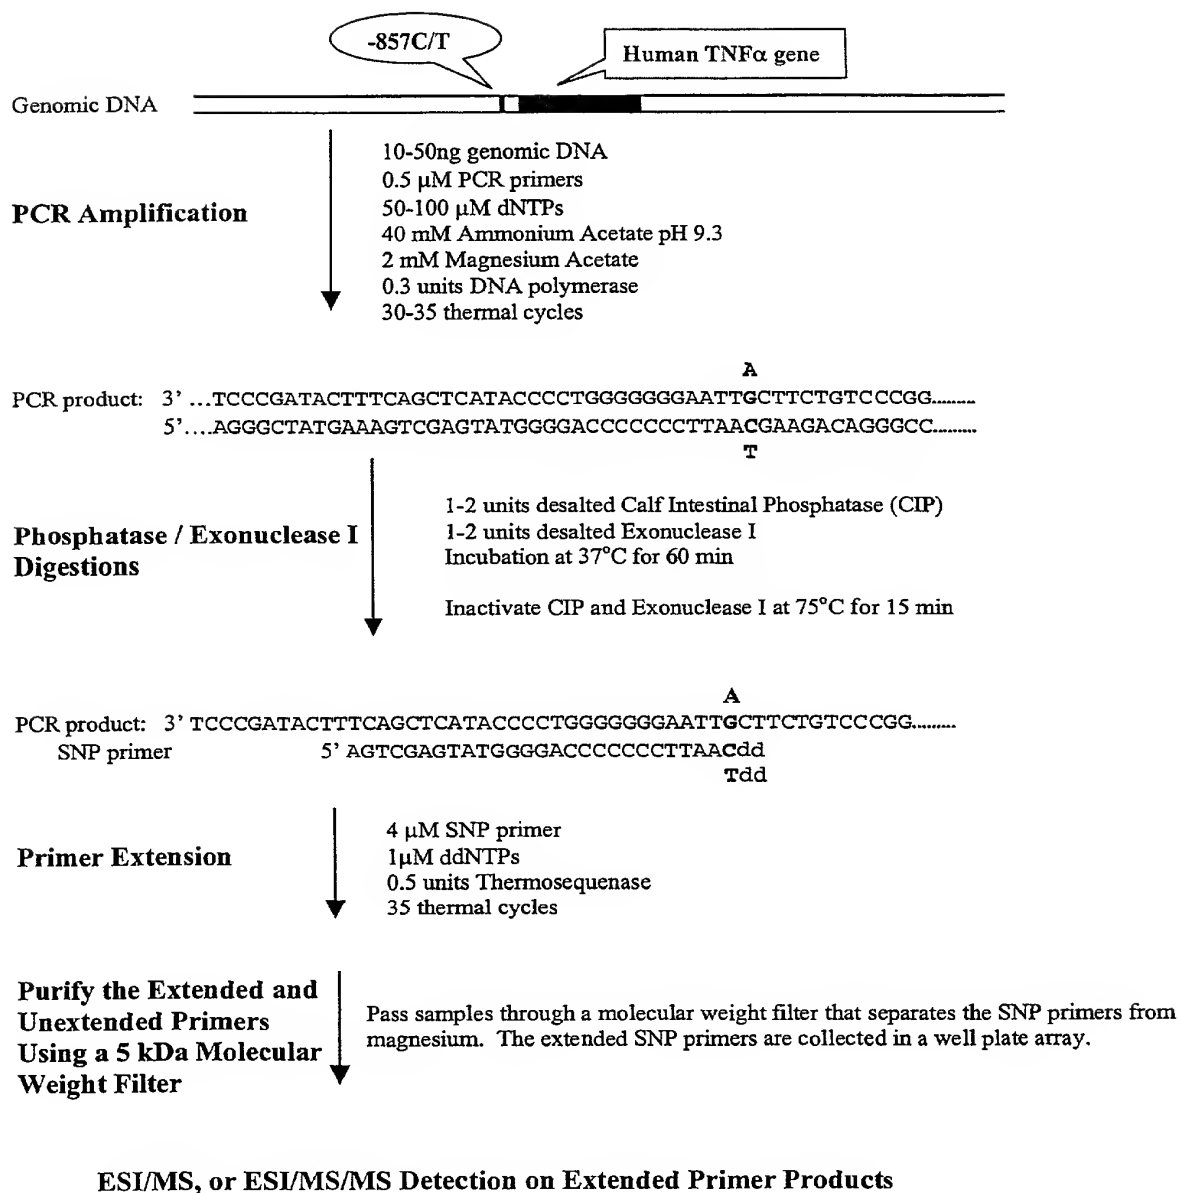 -857C/T
Human TNFα gene
Genomic DNA
10-50ng genomic DNA
0.5 µM PCR primers
50-100 µM dNTPs
40 mM Ammonium Acetate pH 9.3
2 mM Magnesium Acetate
0.3 units DNA polymerase
30-35 thermal cycles
PCR Amplification
A
PCR product: 3' ...TCCCGATACTTTCAGCTCATACCCCTGGGGGGGAATTGCTTCTGTCCCGG.........
5'....AGGGCTATGAAAGTCGAGTATGGGGACCCCCCCTTAACGAAGACAGGGCC.........
T
Phosphatase / Exonuclease I
Digestions
1-2 units desalted Calf Intestinal Phosphatase (CIP)
1-2 units desalted Exonuclease I
Incubation at 37°C for 60 min
Inactivate CIP and Exonuclease I at 75°C for 15 min
A
PCR product: 3' TCCCGATACTTTCAGCTCATACCCCTGGGGGGGAATTGCTTCTGTCCCGG.........
SNP primer 5' AGTCGAGTATGGGGACCCCCCCTTAACdd
Tdd
Primer Extension
4 µM SNP primer
1µM ddNTPs
0.5 units Thermosequenase
35 thermal cycles
Purify the Extended and
Unextended Primers
Using a 5 kDa Molecular
Weight Filter
Pass samples through a molecular weight filter that separates the SNP primers from
magnesium. The extended SNP primers are collected in a well plate array.
ESI/MS, or ESI/MS/MS Detection on Extended Primer Products